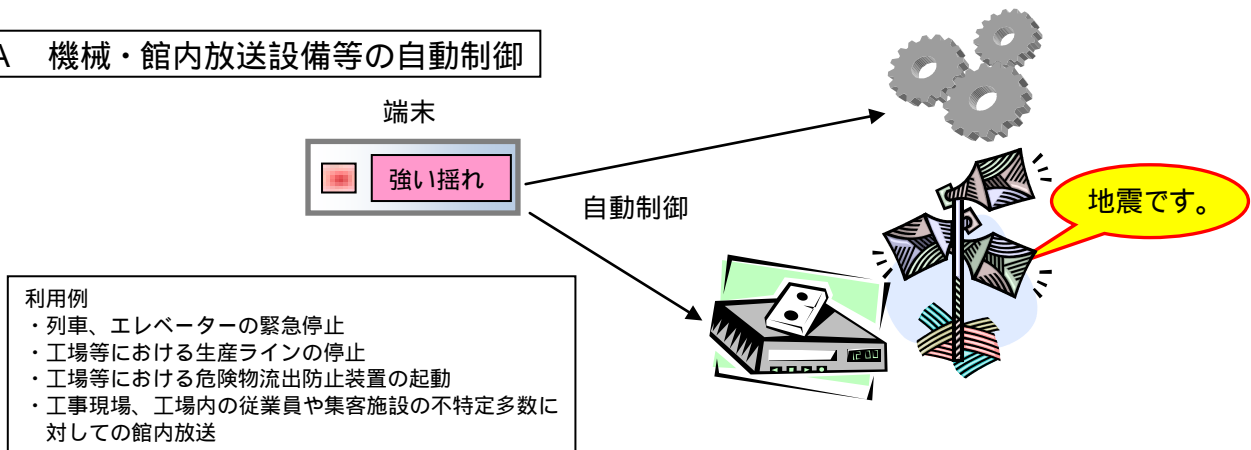 A 機械・館内放送設備等の自動制御
端末
強い揺れ
自動制御
地震です。
12:00
利用例
・列車、エレベーターの緊急停止
・工場等における生産ラインの停止
・工場等における危険物流出防止装置の起動
・工事現場、工場内の従業員や集客施設の不特定多数に
対しての館内放送